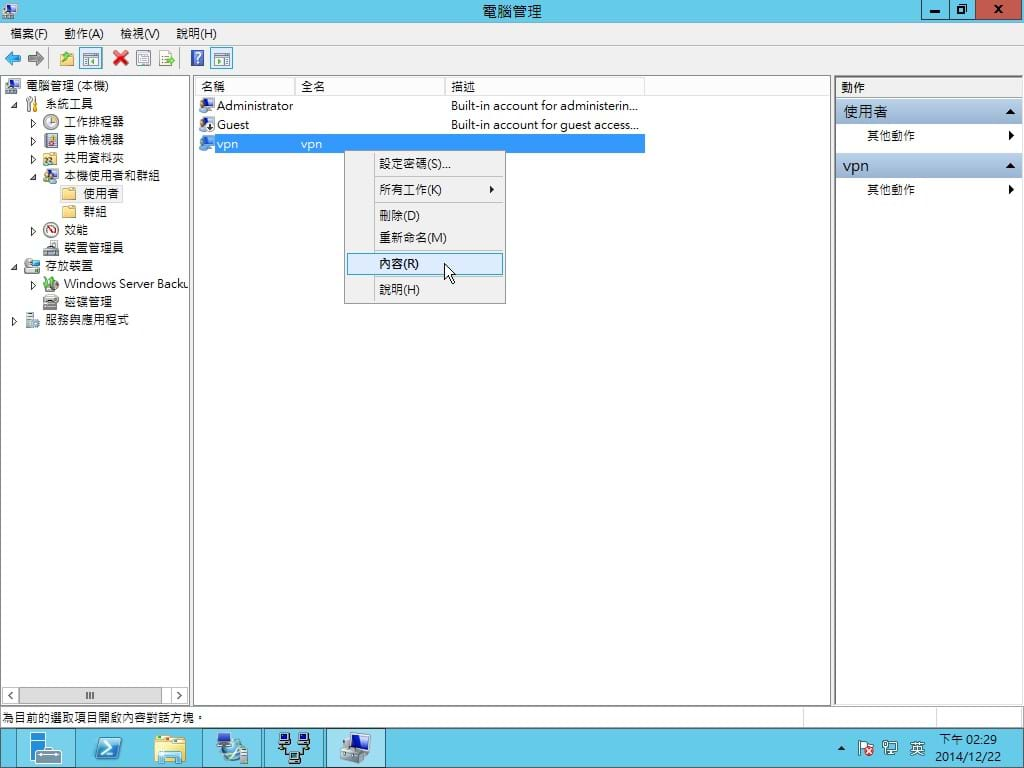 電腦管理
檔案(F) 動作(A) 檢視(V) 說明(H)
電腦管理 (本機)
系統工具
工作排程器
事件檢視器
共用資料夾
本機使用者和群組
使用者
群組
效能
裝置管理員
存放裝置
Windows Server Backu
磁碟管理
服務與應用程式
名稱 全名 描述
Administrator Built-in account for administerin...
Guest Built-in account for guest access...
vpn vpn
設定密碼(S)...
所有工作(K)
刪除(D)
重新命名(M)
內容(R)
說明(H)
動作
使用者
其他動作
vpn
其他動作
為目前的選取項目開啟內容對話方塊。
英
下午 02:29
2014/12/22